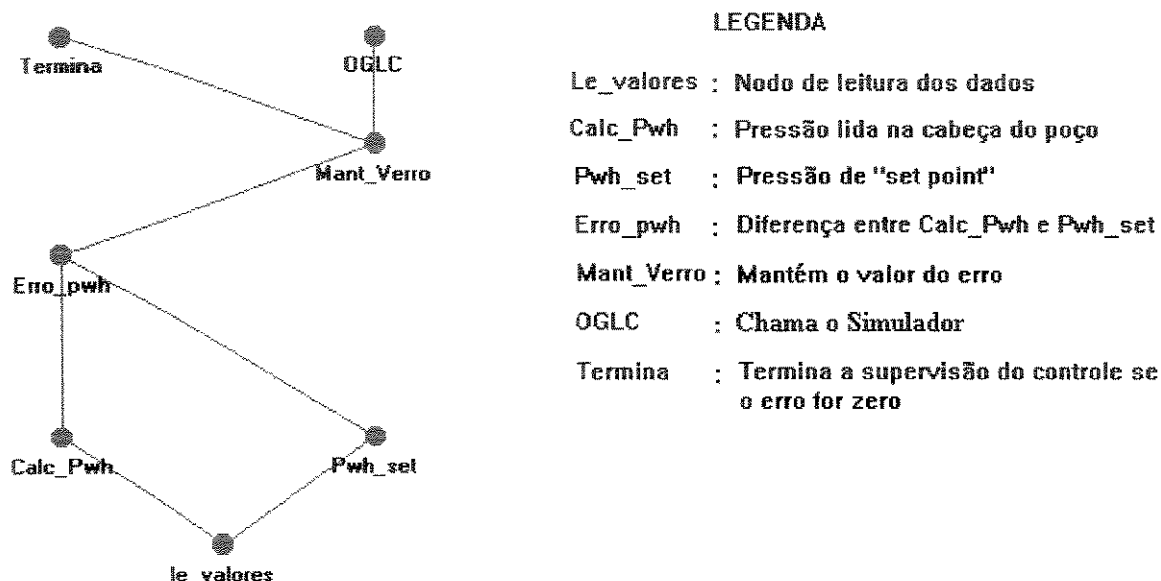 Termina
OGLC
Mant_Verro
Erro_pwh
Calc_Pwh
Pwh_set
le_valores
LEGENDA
Le_valores : Nodo de leitura dos dados
Calc_Pwh : Pressão lida na cabeça do poço
Pwh_set : Pressão de "set point"
Erro_pwh : Diferença entre Calc_Pwh e Pwh_set
Mant_Verro : Mantém o valor do erro
OGLC : Chama o Simulador
Termina : Termina a supervisão do controle se
o erro for zero